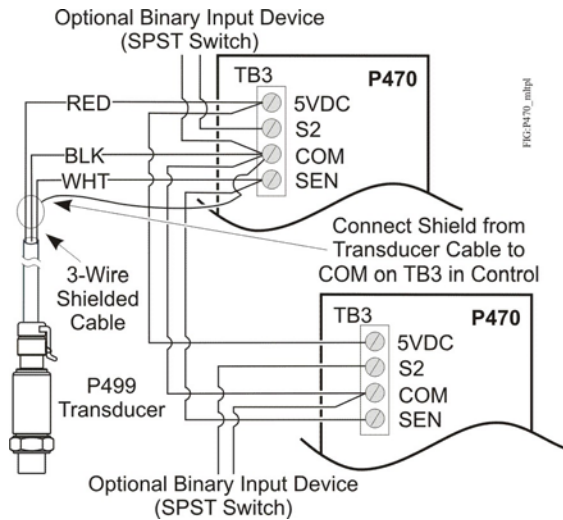 Optional Binary Input Device
(SPST Switch)
TB3
P470
RED
5VDC
S2
BLK
COM
WHT
SEN
FIG:P470_mltpl
Connect Shield from
Transducer Cable to
COM on TB3 in Control
3-Wire
Shielded
Cable
TB3
P470
5VDC
S2
COM
SEN
P499
Transducer
Optional Binary Input Device
(SPST Switch)